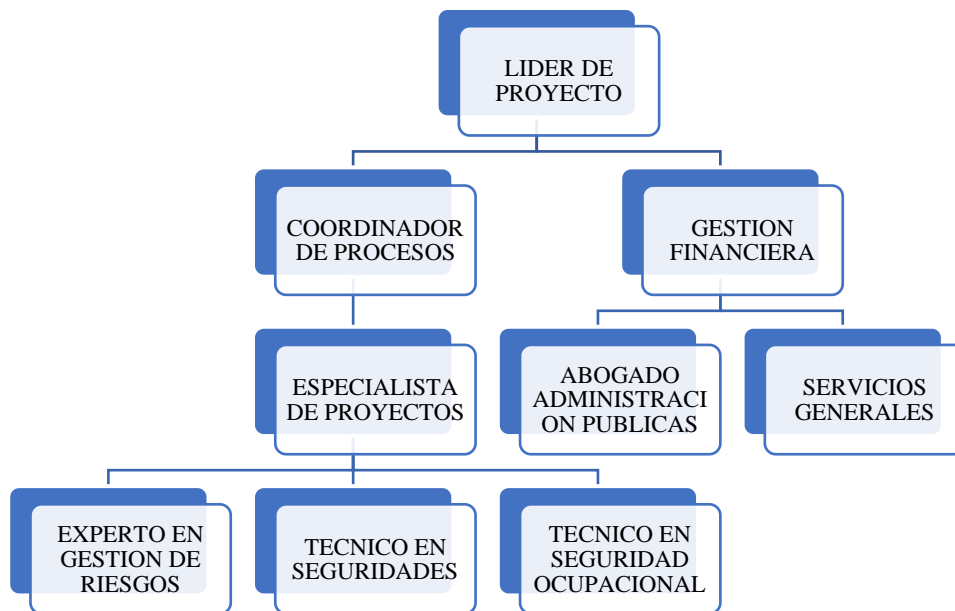 LIDER DE
PROYECTO
COORDINADOR
DE PROCESOS
GESTION
FINANCIERA
ESPECIALISTA
DE PROYECTOS
ABOGADO
ADMINISTRACI
ON PUBLICAS
SERVICIOS
GENERALES
EXPERTO EN
GESTION DE
RIESGOS
TECNICO EN
SEGURIDADES
TECNICO EN
SEGURIDAD
OCUPACIONAL